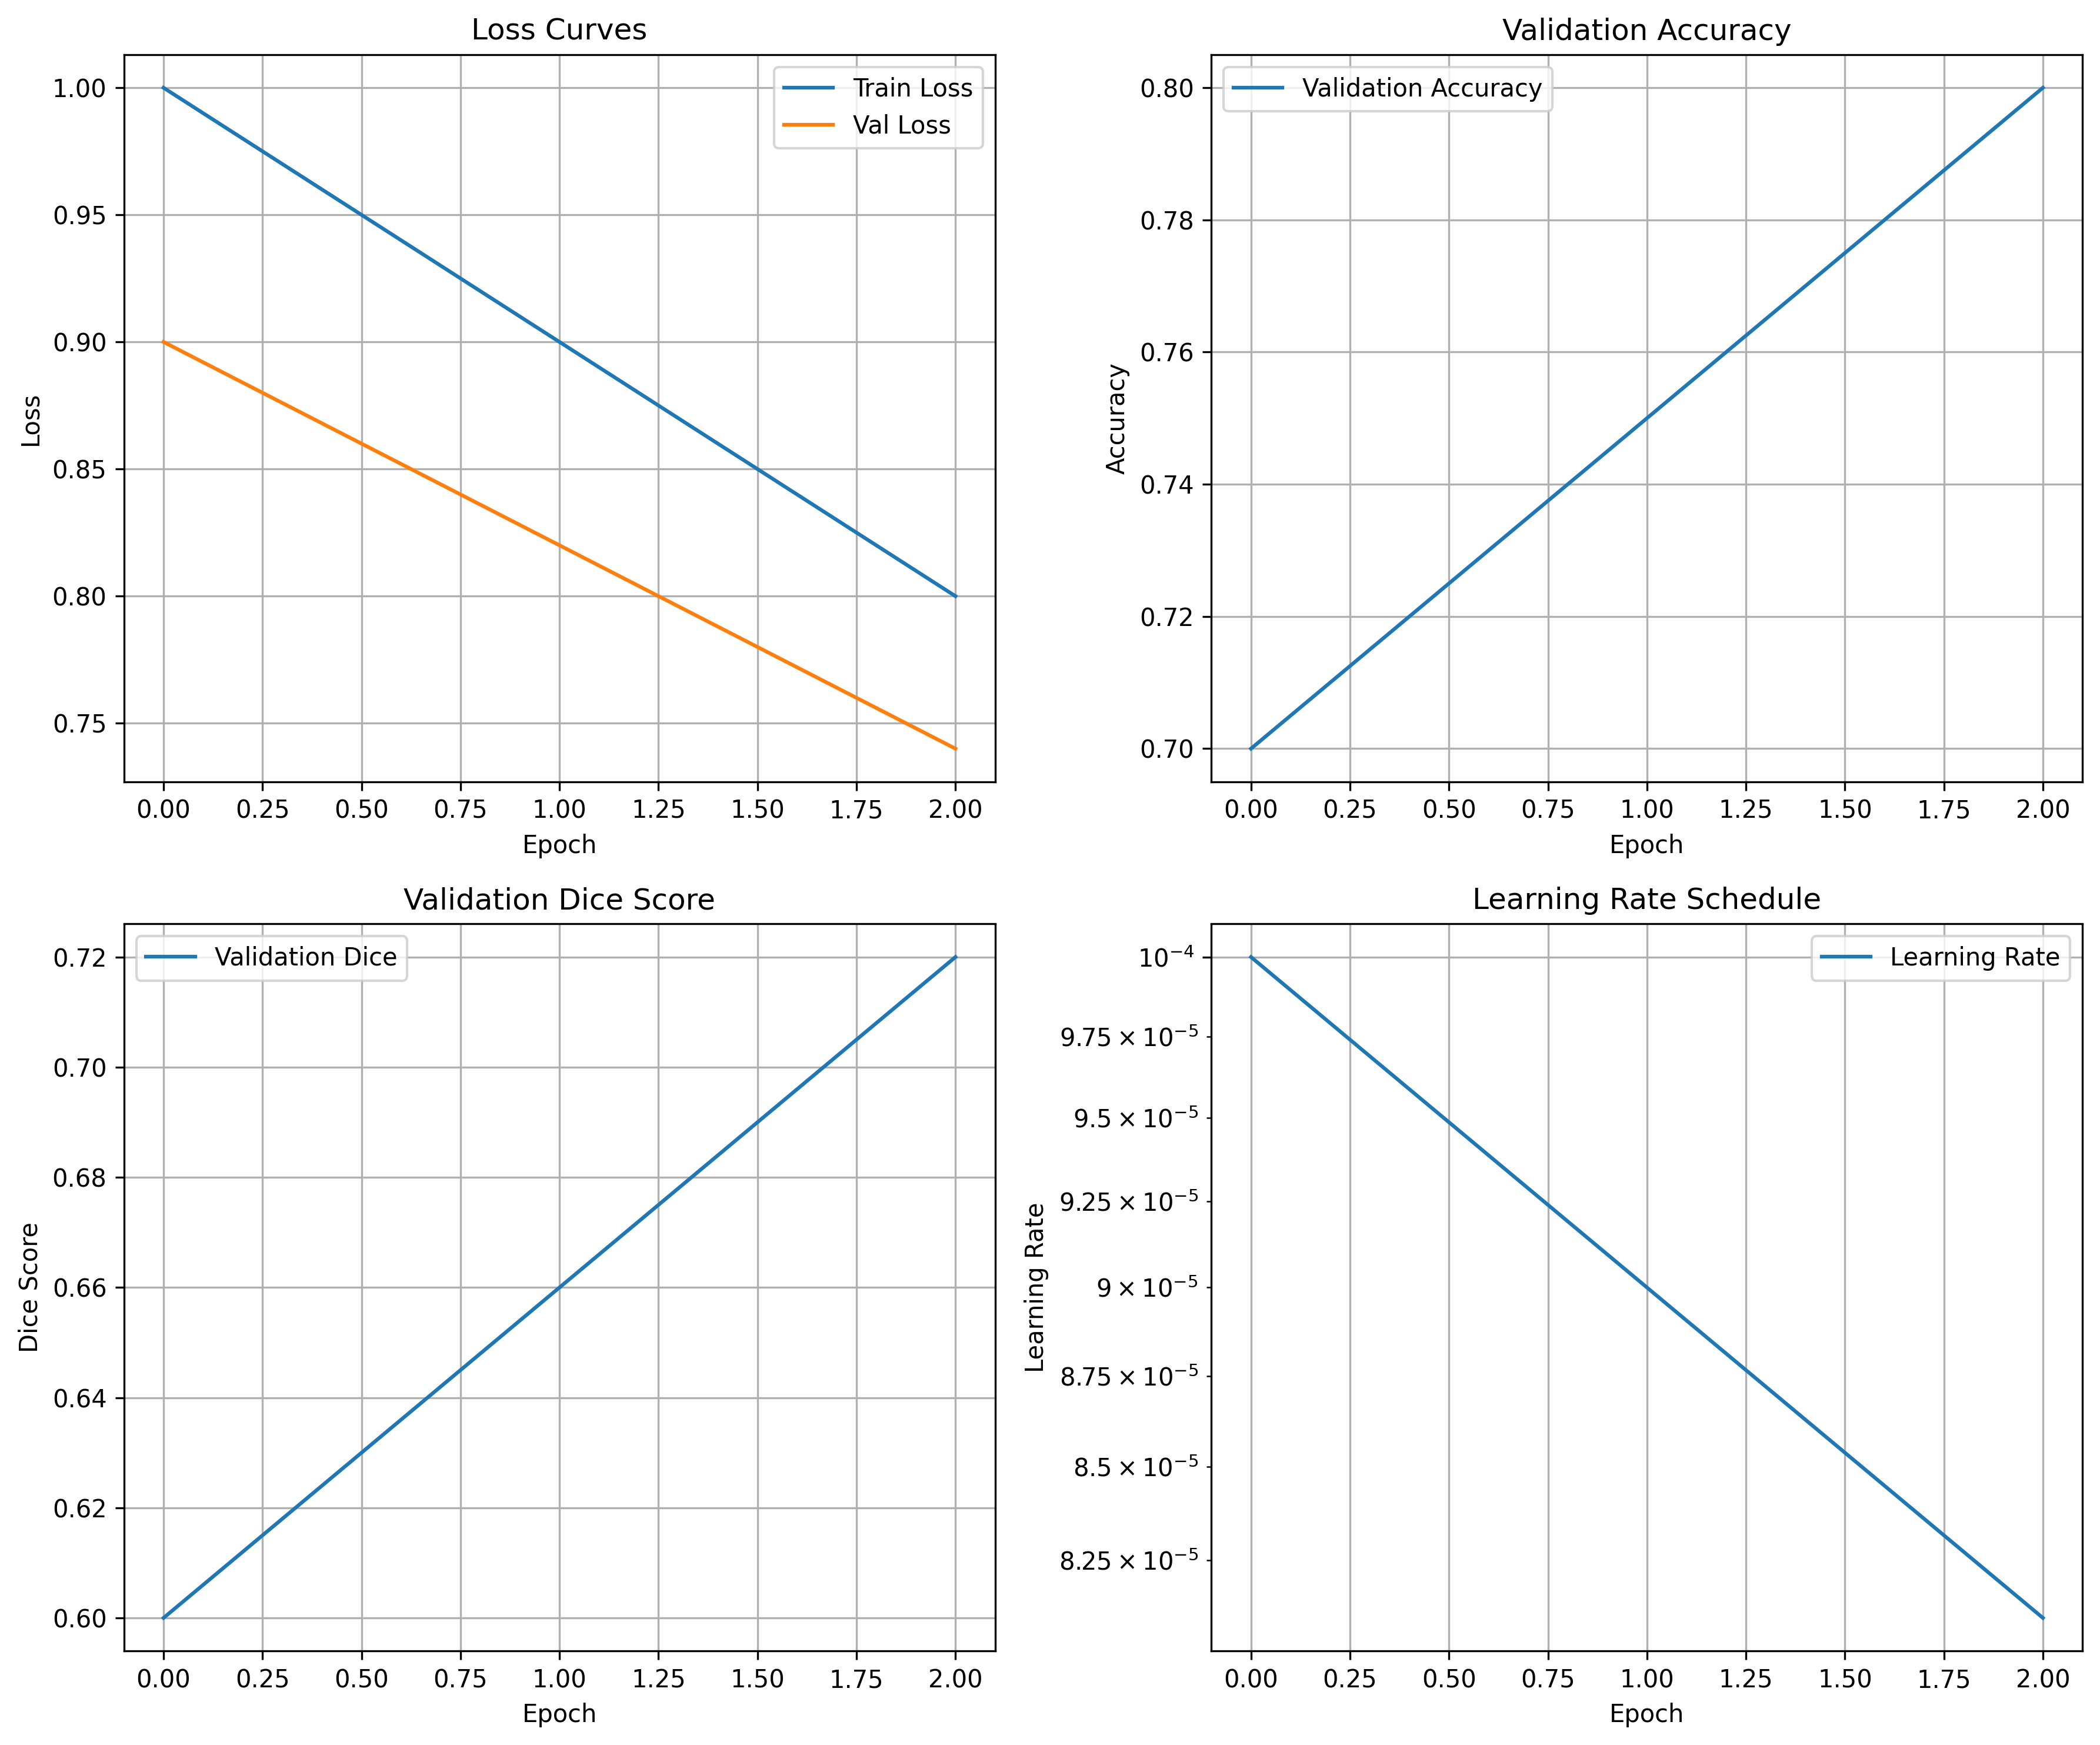 Loss Curves
Train Loss
Val Loss
1.00
0.95
0.90
0.85
0.80
0.75
Loss
0.00 0.25 0.50 0.75 1.00 1.25 1.50 1.75 2.00
Epoch
Validation Accuracy
Validation Accuracy
0.80
0.78
0.76
0.74
0.72
0.70
Accuracy
0.00 0.25 0.50 0.75 1.00 1.25 1.50 1.75 2.00
Epoch
Validation Dice Score
Validation Dice
0.72
0.70
0.68
0.66
0.64
0.62
0.60
Dice Score
0.00 0.25 0.50 0.75 1.00 1.25 1.50 1.75 2.00
Epoch
Learning Rate Schedule
Learning Rate
10⁻⁴
9.75 × 10⁻⁵
9.5 × 10⁻⁵
9.25 × 10⁻⁵
9 × 10⁻⁵
8.75 × 10⁻⁵
8.5 × 10⁻⁵
8.25 × 10⁻⁵
Learning Rate
0.00 0.25 0.50 0.75 1.00 1.25 1.50 1.75 2.00
Epoch